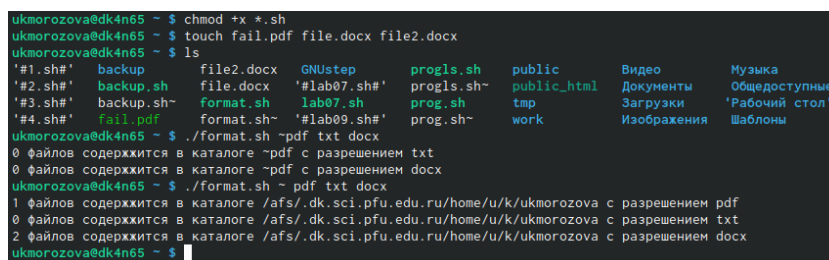 ukmorozova@dk4n65 ~ $ chmod +x *.sh
ukmorozova@dk4n65 ~ $ touch fail.pdf file.docx file2.docx
ukmorozova@dk4n65 ~ $ ls
'#1.sh#' backup file2.docx GNUstep progls.sh public Видео Музыка
'#2.sh#' backup.sh file.docx '#lab07.sh#' progls.sh~ public_html Документы Общедоступные
'#3.sh#' backup.sh~ format.sh lab07.sh prog.sh tmp Загрузки 'Рабочий стол'
'#4.sh#' fail.pdf format.sh~ '#lab09.sh#' prog.sh~ work Изображения Шаблоны
ukmorozova@dk4n65 ~ $ ./format.sh ~pdf txt docx
0 файлов содержжится в каталоге ~pdf с разрешением txt
0 файлов содержжится в каталоге ~pdf с разрешением docx
ukmorozova@dk4n65 ~ $ ./format.sh ~ pdf txt docx
1 файлов содержжится в каталоге /afs/.dk.sci.pfu.edu.ru/home/u/k/ukmorozova с разрешением pdf
0 файлов содержжится в каталоге /afs/.dk.sci.pfu.edu.ru/home/u/k/ukmorozova с разрешением txt
2 файлов содержжится в каталоге /afs/.dk.sci.pfu.edu.ru/home/u/k/ukmorozova с разрешением docx
ukmorozova@dk4n65 ~ $